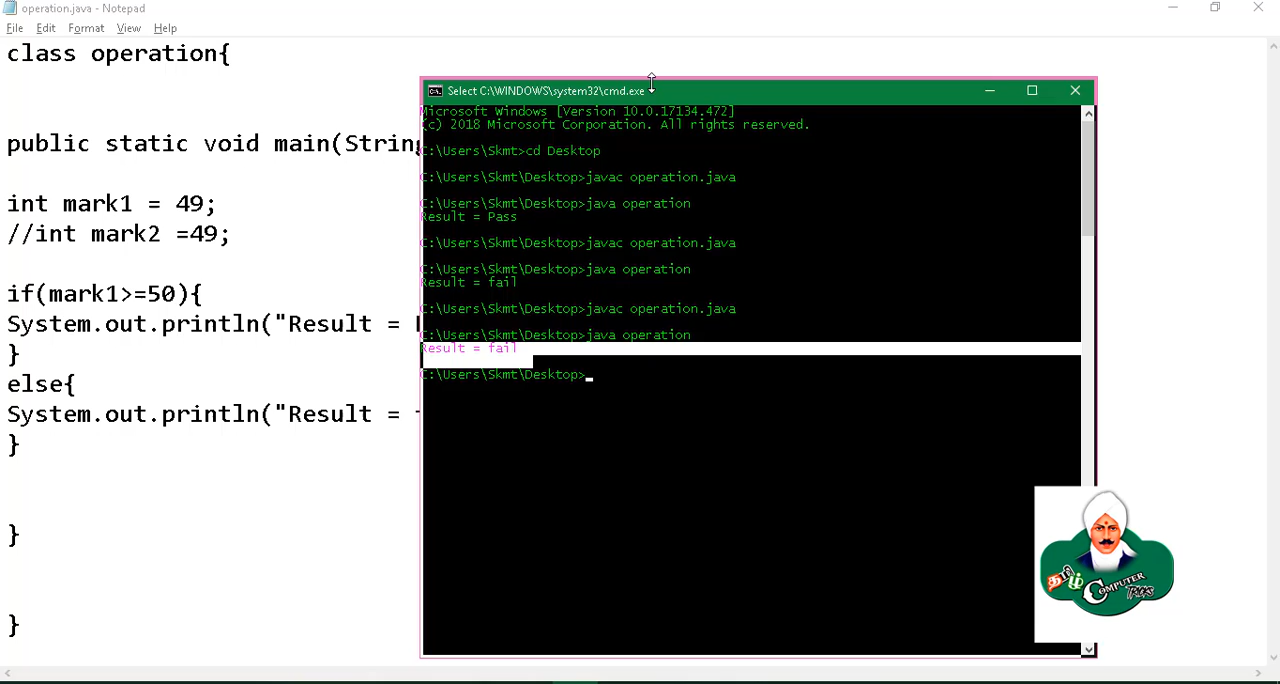 operation.java - Notepad
File Edit Format View Help
class operation{
public static void main(String
int mark1 = 49;
//int mark2 =49;
if(mark1>=50){
System.out.println("Result =
}
else{
System.out.println("Result =
}
}
}
Select C:\WINDOWS\system32\cmd.exe
Microsoft Windows [Version 10.0.17134.472]
(c) 2018 Microsoft Corporation. All rights reserved.
C:\Users\Skmt>cd Desktop
C:\Users\Skmt\Desktop>javac operation.java
C:\Users\Skmt\Desktop>java operation
Result = Pass
C:\Users\Skmt\Desktop>javac operation.java
C:\Users\Skmt\Desktop>java operation
Result = fail
C:\Users\Skmt\Desktop>javac operation.java
C:\Users\Skmt\Desktop>java operation
Result = fail
C:\Users\Skmt\Desktop>
தமிழ்
COMPUTER
TRICKS